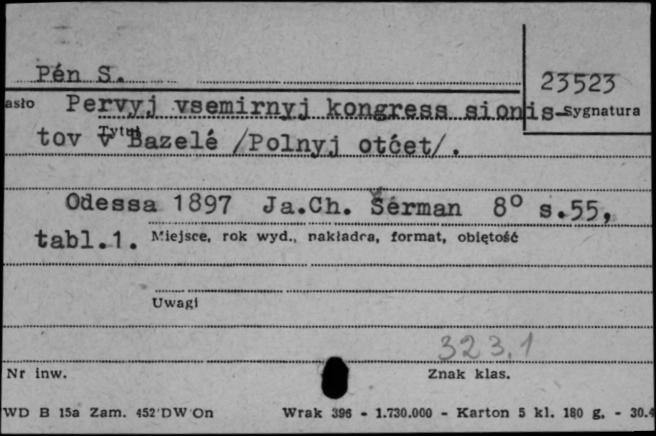 Pén S.
23523
asło Pervyj vsemirnyj kongress sionis-
Sygnatura
Tytuł
tov v Bazelé /Polnyj otčet/.
Odessa 1897 Ja.Ch. Šérman 8° s.55,
tabl.1. Miejsce, rok wyd., nakładca, format, objętość
Uwagi
323.1
Nr inw.
Znak klas.
WD B 15a Zam. 452 DW On Wrak 396 - 1.730.000 - Karton 5 kl. 180 g. - 30.4